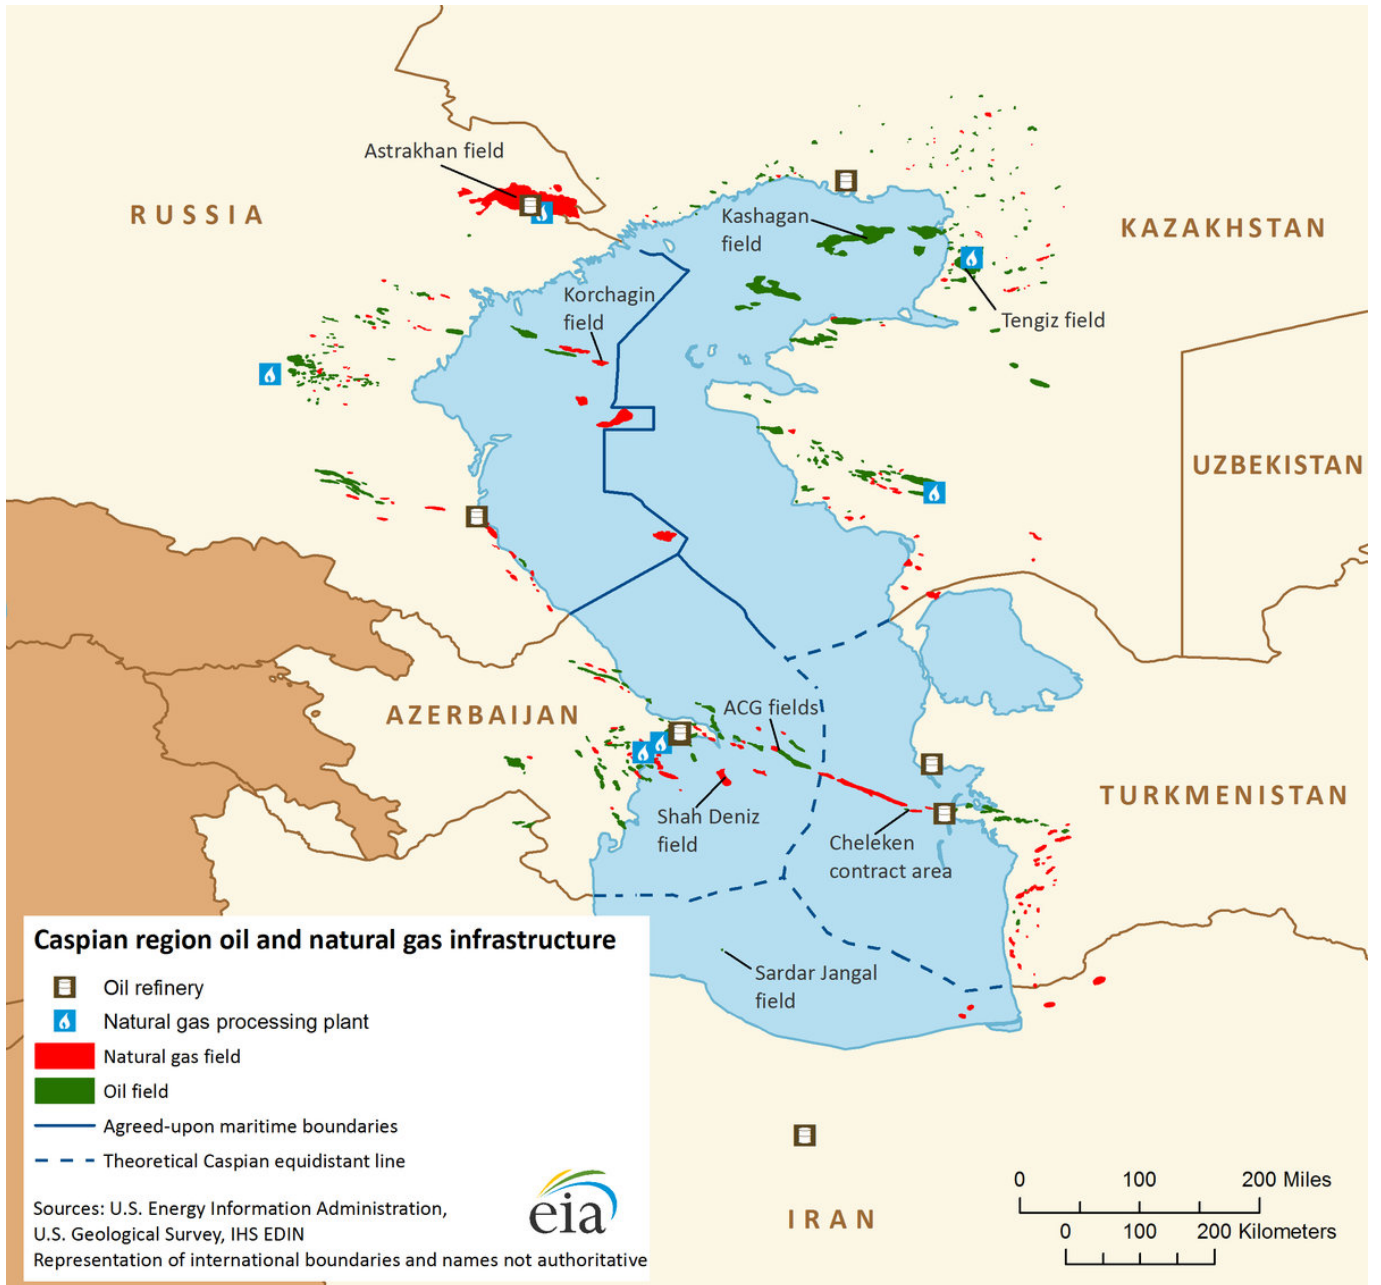 Astrakhan field
RUSSIA
Kashagan
field
KAZAKHSTAN
Korchagin
field
Tengiz field
UZBEKISTAN
ACG fields
AZERBAIJAN
TURKMENISTAN
Shah Deniz
field
Cheleken
contract area
Sardar Jangal
field
Caspian region oil and natural gas infrastructure
Oil refinery
Natural gas processing plant
Natural gas field
Oil field
Agreed-upon maritime boundaries
Theoretical Caspian equidistant line
Sources: U.S. Energy Information Administration,
U.S. Geological Survey, IHS EDIN
Representation of international boundaries and names not authoritative
eia
IRAN
0 100 200 Miles
0 100 200 Kilometers